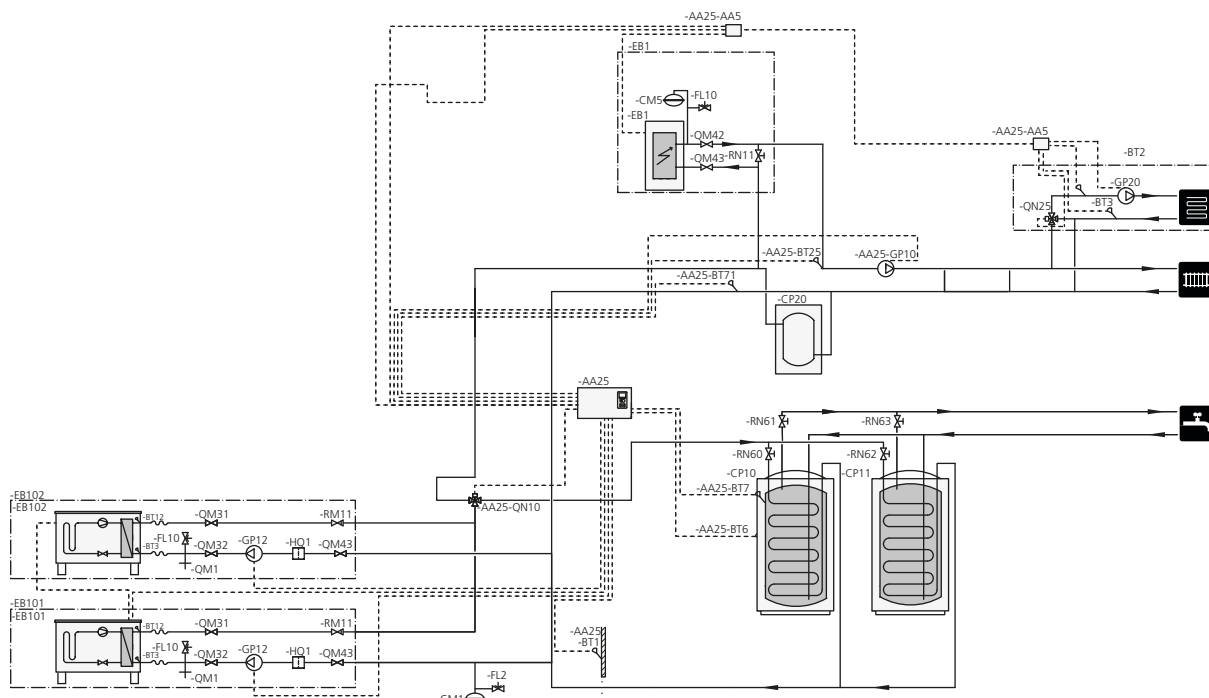 -AA25-AA5
-EB1
-FL10
-CM5
-EB1
-QM42
-RN11
-QM43
-AA25-AA5
-BT2
-GP20
-BT3
-QN25
-AA25-BT25
-AA25-GP10
-AA25-BT71
-CP20
-AA25
-RN61
-RN63
-RN60
-RN62
-CP10
-CP11
-AA25-BT7
-AA25-QN10
-AA25-BT6
-EB102
-EB102
-BT12
-QM31
-RM11
-FL10
-BT3
-QM32
-GP12
-HQ1
-QM43
-QM1
-EB101
-EB101
-BT12
-QM31
-RM11
-FL10
-BT3
-QM32
-GP12
-HQ1
-QM43
-QM1
-AA25
-BT1
-FL2
-CM1